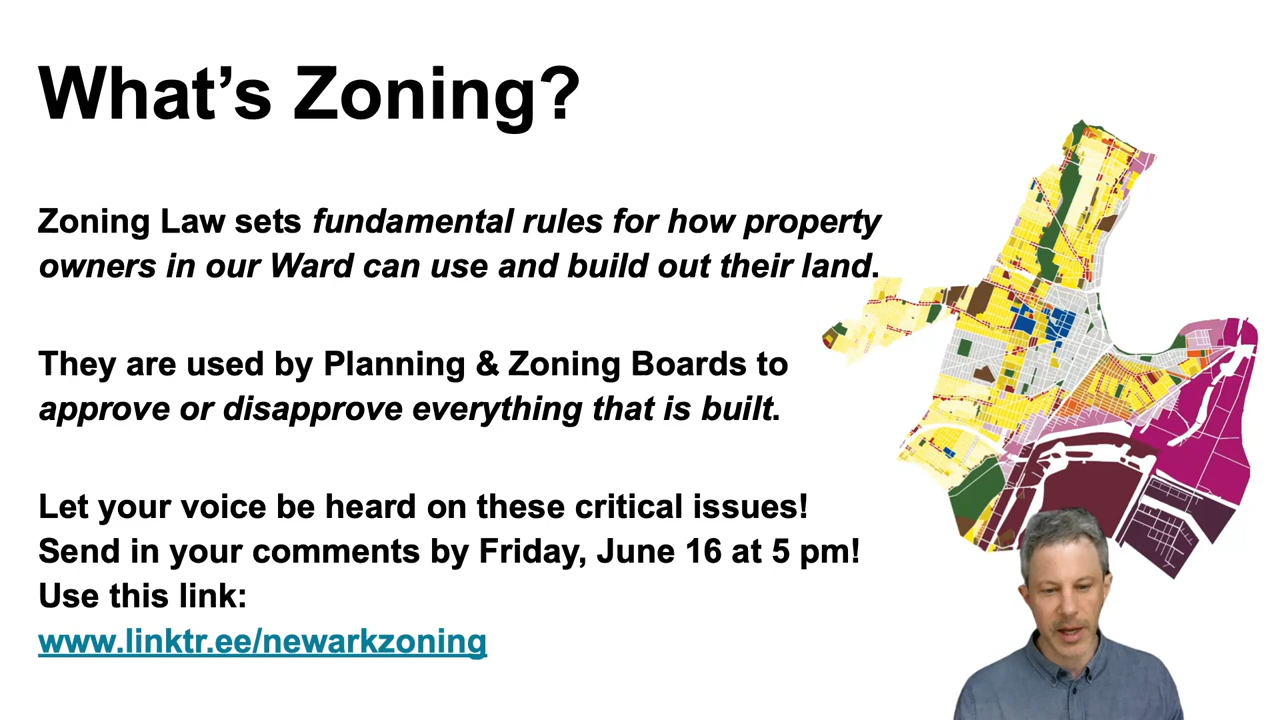 What’s Zoning?
Zoning Law sets fundamental rules for how property
owners in our Ward can use and build out their land.
They are used by Planning & Zoning Boards to
approve or disapprove everything that is built.
Let your voice be heard on these critical issues!
Send in your comments by Friday, June 16 at 5 pm!
Use this link:
www.linktr.ee/newarkzoning